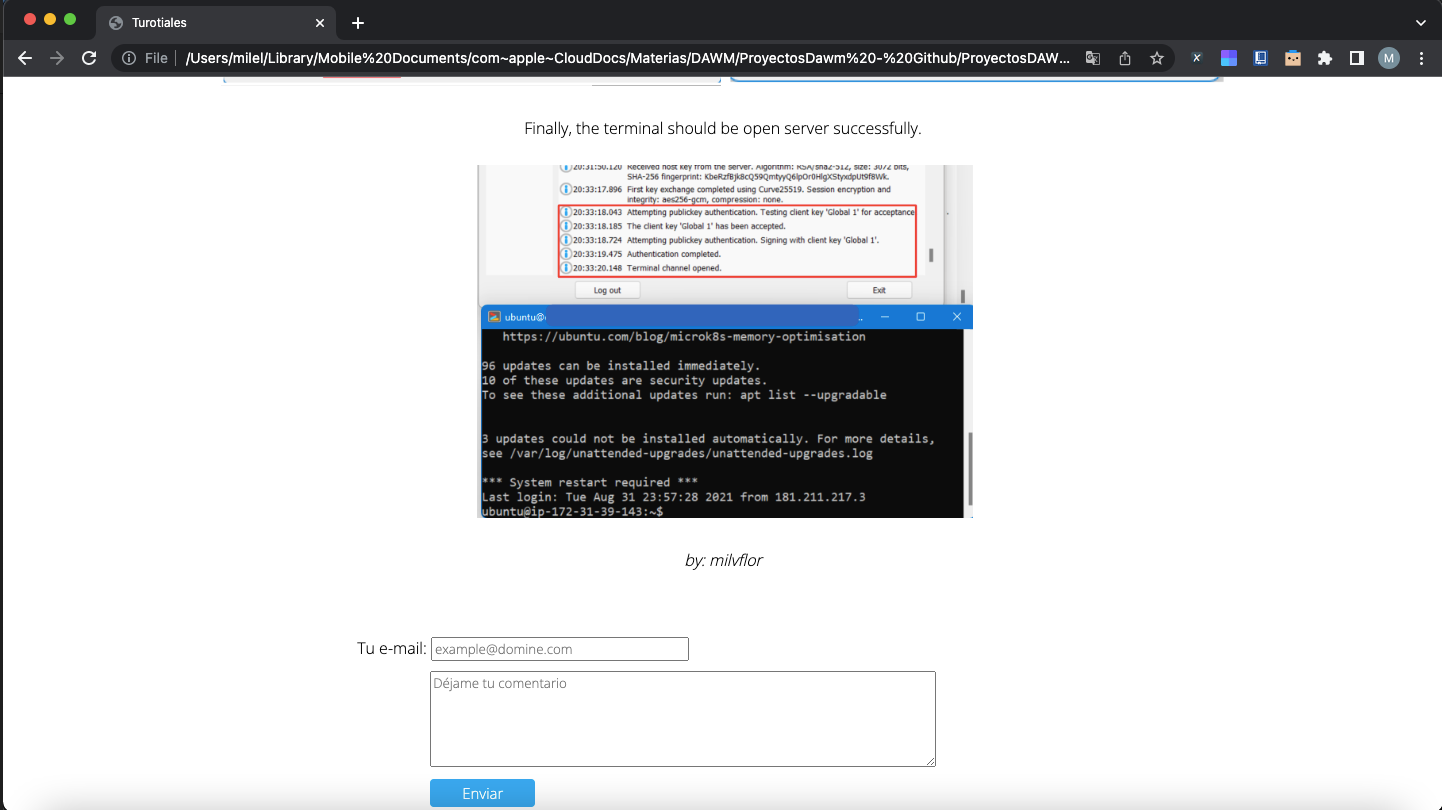 Turotiales
File
/Users/milel/Library/Mobile%20Documents/com~apple~CloudDocs/Materias/DAWM/ProyectosDawm%20-%20Github/ProyectosDAW...
M
Finally, the terminal should be open server successfully.
20:31:50.120 Received host key from the server. Algorithm: RSA/sha2-512, size: 3072 bits,
SHA-256 fingerprint:
20:33:17.896 First key exchange completed using Curve25519. Session encryption and
integrity: aes256-gcm, compression: none.
20:33:18.043 Attempting publickey authentication. Testing client key 'Global 1' for acceptance
20:33:18.185 The client key 'Global 1' has been accepted.
20:33:18.724 Attempting publickey authentication. Signing with client key 'Global 1'.
20:33:19.475 Authentication completed.
20:33:20.148 Terminal channel opened.
Log out
Exit
ubuntu@
https://ubuntu.com/blog/microk8s-memory-optimisation
96 updates can be installed immediately.
10 of these updates are security updates.
To see these additional updates run: apt list --upgradable
3 updates could not be installed automatically. For more details,
see /var/log/unattended-upgrades/unattended-upgrades.log
*** System restart required ***
Last login: Tue Aug 31 23:57:28 2021 from 181.211.217.3
ubuntu@ip-172-31-39-143:~$
by: milvflor
Tu e-mail: example@domine.com
Déjame tu comentario
Enviar